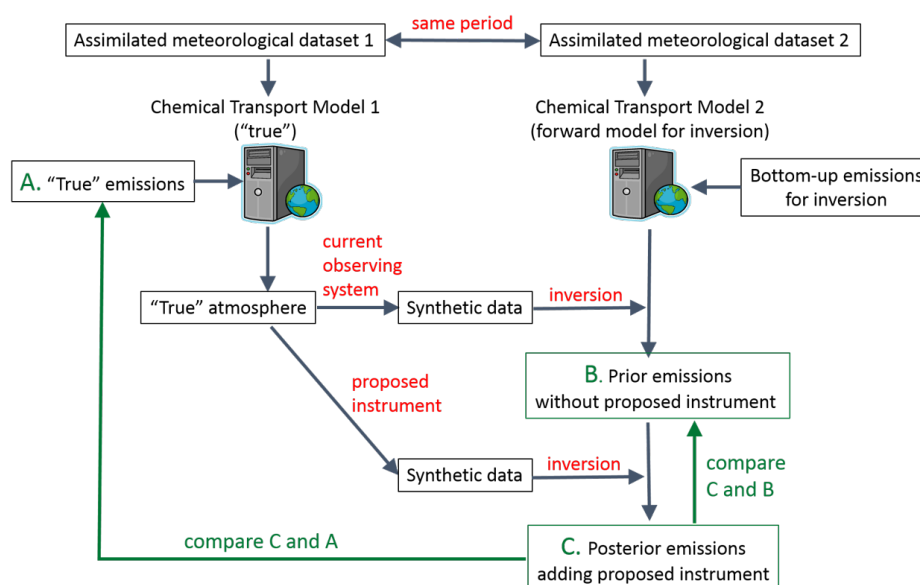 same period
Assimilated meteorological dataset 1
Assimilated meteorological dataset 2
Chemical Transport Model 1
(“true”)
Chemical Transport Model 2
(forward model for inversion)
A. “True” emissions
Bottom-up emissions
for inversion
current
observing
system
“True” atmosphere
Synthetic data
inversion
B. Prior emissions
without proposed instrument
proposed
instrument
Synthetic data
inversion
compare
C and B
compare C and A
C. Posterior emissions
adding proposed instrument